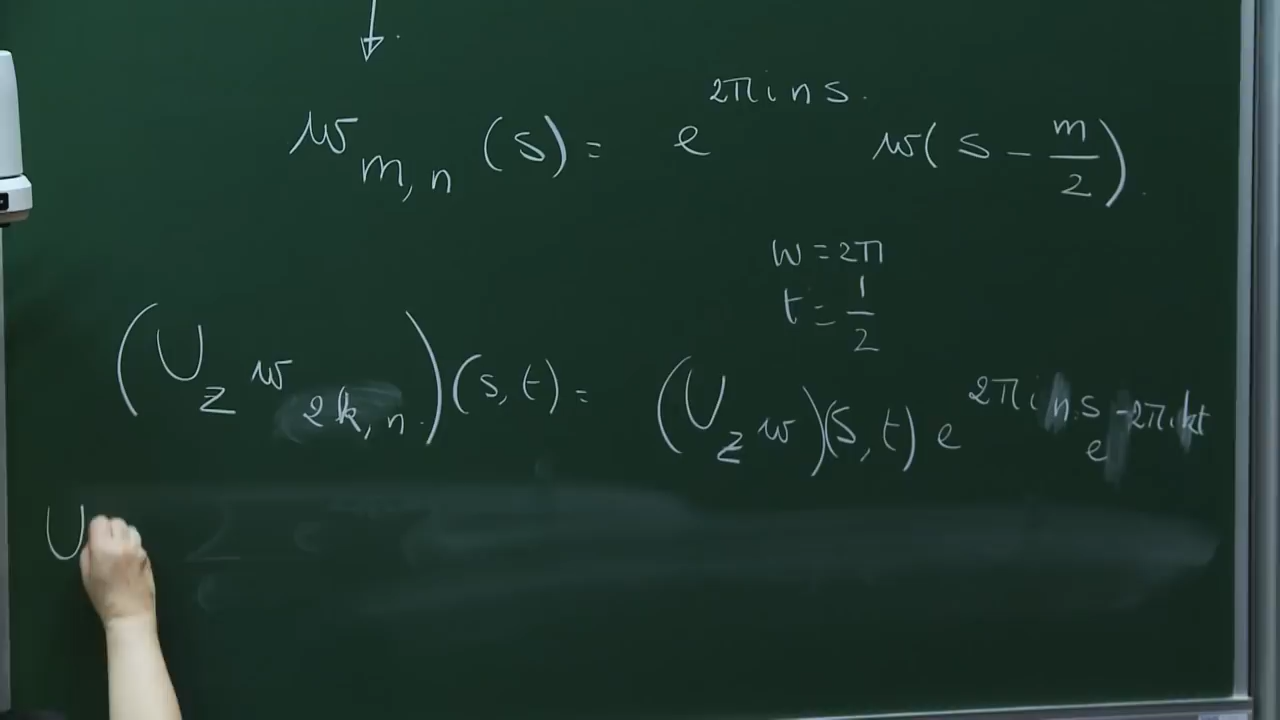 w_{m,n}(s) = e^{2πins} w(s - m/2).
w = 2π
t = 1/2
(U_z w_{2k,n})(s,t) = (U_z w)(s,t) e^{2πins} e^{-2πikt}
U